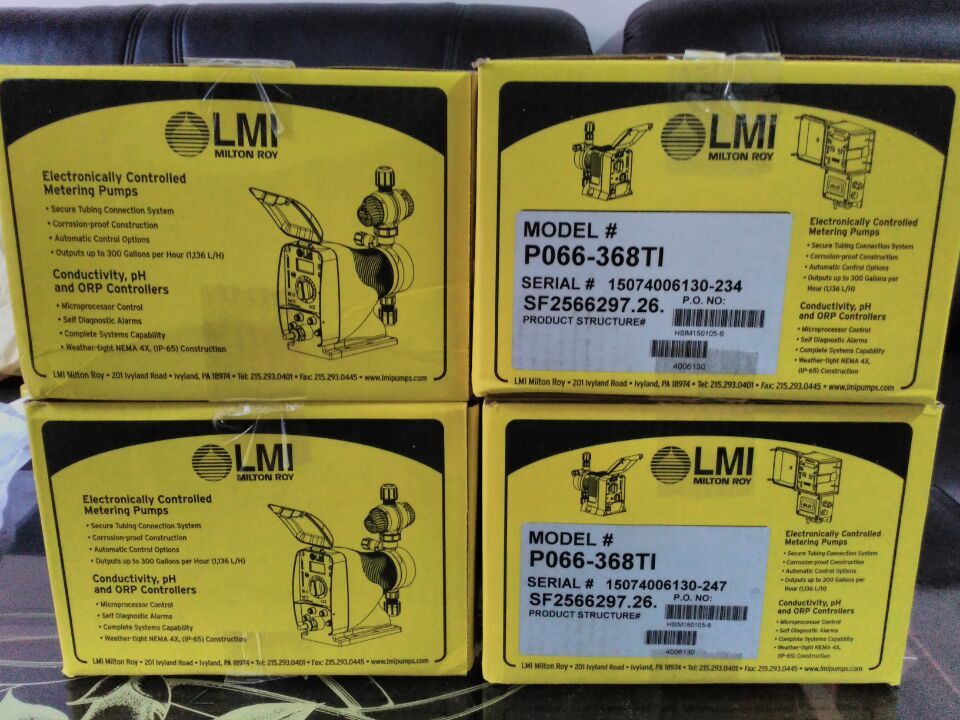 LMI
MILTON ROY
Electronically Controlled
Metering Pumps
• Secure Tubing Connection System
• Corrosion-proof Construction
• Automatic Control Options
• Outputs up to 300 Gallons per Hour (1,136 L/H)
Conductivity, pH
and ORP Controllers
• Microprocessor Control
• Self Diagnostic Alarms
• Complete Systems Capability
• Weather-tight NEMA 4X, (IP-65) Construction
LMI Milton Roy • 201 Ivyland Road • Ivyland, PA 18974 • Tel: 215.293.0401 • Fax: 215.293.0445 • www.lmipumps.com
LMI
MILTON ROY
MODEL #
P066-368TI
SERIAL # 15074006130-234
SF2566297.26. P.O. NO:
PRODUCT STRUCTURE#
HSIM150105-6
4006130
Electronically Controlled
Metering Pumps
• Secure Tubing Connection System
• Corrosion-proof Construction
• Automatic Control Options
• Outputs up to 300 Gallons per
Hour (1,136 L/H)
Conductivity, pH
and ORP Controllers
• Microprocessor Control
• Self Diagnostic Alarms
• Complete Systems Capability
• Weather-tight NEMA 4X,
(IP-65) Construction
LMI Milton Roy • 201 Ivyland Road • Ivyland, PA 18974 • Tel: 215.293.0401 • Fax: 215.293.0445 • www.lmipumps.com
LMI
MILTON ROY
Electronically Controlled
Metering Pumps
• Secure Tubing Connection System
• Corrosion-proof Construction
• Automatic Control Options
• Outputs up to 300 Gallons per Hour (1,136 L/H)
Conductivity, pH
and ORP Controllers
• Microprocessor Control
• Self Diagnostic Alarms
• Complete Systems Capability
• Weather-tight NEMA 4X, (IP-65) Construction
LMI Milton Roy • 201 Ivyland Road • Ivyland, PA 18974 • Tel: 215.293.0401 • Fax: 215.293.0445 • www.lmipumps.com
LMI
MILTON ROY
MODEL #
P066-368TI
SERIAL # 15074006130-247
SF2566297.26. P.O. NO:
PRODUCT STRUCTURE#
HSIM150105-6
4006130
Electronically Controlled
Metering Pumps
• Secure Tubing Connection System
• Corrosion-proof Construction
• Automatic Control Options
• Outputs up to 300 Gallons per
Hour (1,136 L/H)
Conductivity, pH
and ORP Controllers
• Microprocessor Control
• Self Diagnostic Alarms
• Complete Systems Capability
• Weather-tight NEMA 4X,
(IP-65) Construction
LMI Milton Roy • 201 Ivyland Road • Ivyland, PA 18974 • Tel: 215.293.0401 • Fax: 215.293.0445 • www.lmipumps.com